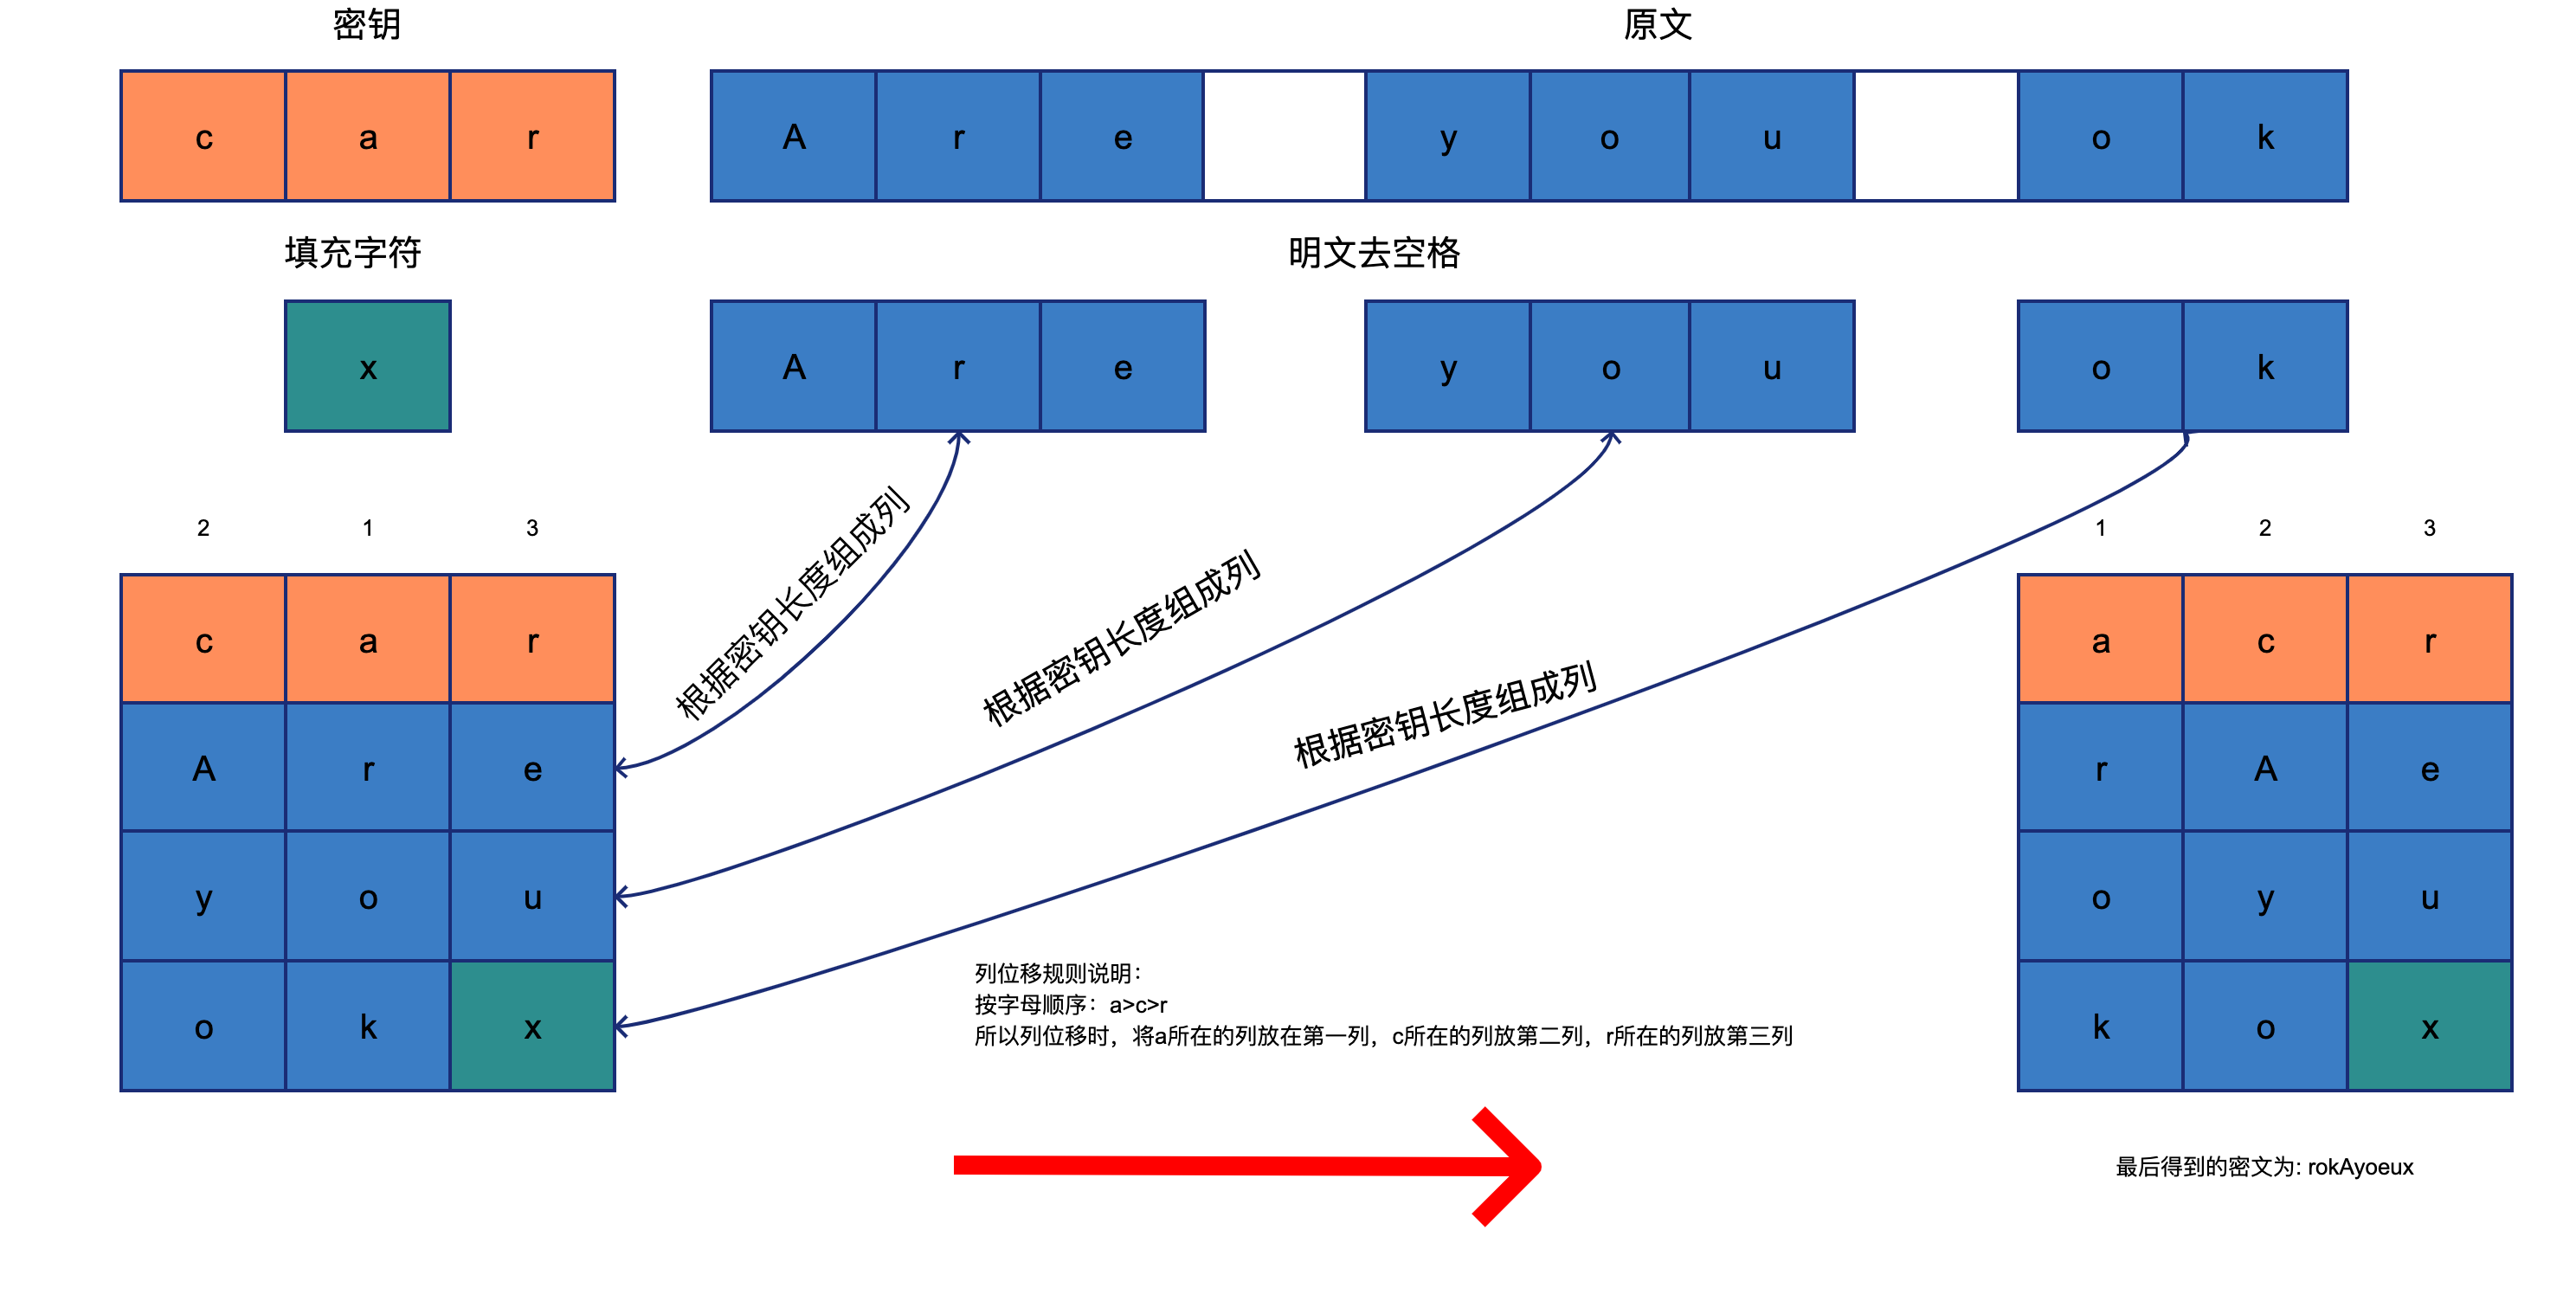 密钥
原文
c a r
A r e y o u o k
填充字符
明文去空格
x
A r e y o u o k
2 1 3
1 2 3
c a r
A r e
y o u
o k x
根据密钥长度组成列
根据密钥长度组成列
根据密钥长度组成列
a c r
r A e
o y u
k o x
列位移规则说明：
按字母顺序：a>c>r
所以列位移时，将a所在的列放在第一列，c所在的列放第二列，r所在的列放第三列
最后得到的密文为: rokAyoeux